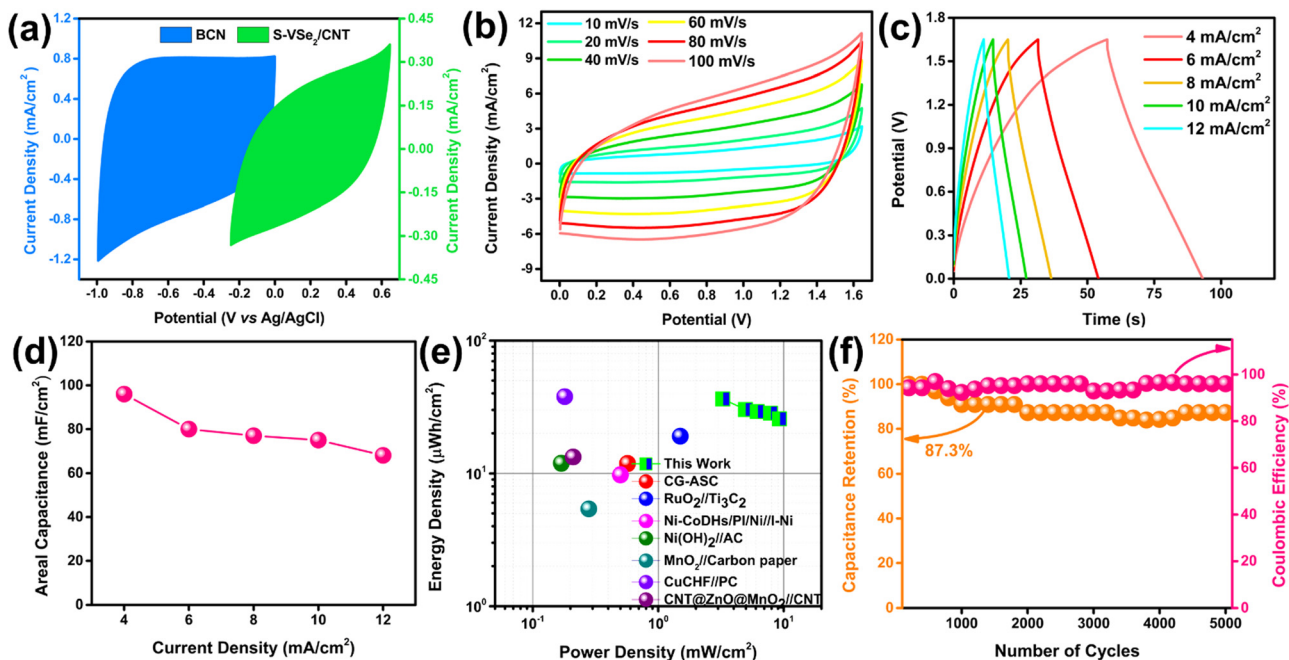 (a)
BCN
S-VSe₂/CNT
Current Density (mA/cm²)
1.2
0.8
0.4
0.0
-0.4
-0.8
-1.2
0.45
0.30
0.15
0.00
-0.15
-0.30
-0.45
Current Density (mA/cm²)
-1.0 -0.8 -0.6 -0.4 -0.2 0.0 0.2 0.4 0.6
Potential (V vs Ag/AgCl)
(b)
10 mV/s
20 mV/s
40 mV/s
60 mV/s
80 mV/s
100 mV/s
Current Density (mA/cm²)
12
9
6
3
0
-3
-6
-9
0.0 0.2 0.4 0.6 0.8 1.0 1.2 1.4 1.6
Potential (V)
(c)
4 mA/cm²
6 mA/cm²
8 mA/cm²
10 mA/cm²
12 mA/cm²
Potential (V)
1.8
1.5
1.2
0.9
0.6
0.3
0.0
0 25 50 75 100
Time (s)
(d)
Areal Capacitance (mF/cm²)
120
100
80
60
40
20
0
4 6 8 10 12
Current Density (mA/cm²)
(e)
Energy Density (μWh/cm²)
10²
10¹
10⁰
This Work
CG-ASC
RuO₂//Ti₃C₂
Ni-CoDHs/PI/Ni//I-Ni
Ni(OH)₂//AC
MnO₂//Carbon paper
CuCHF//PC
CNT@ZnO@MnO₂//CNT
10⁻¹ 10⁰ 10¹
Power Density (mW/cm²)
(f)
Capacitance Retention (%)
120
100
80
60
40
20
0
87.3%
100
80
60
40
20
0
Coulombic Efficiency (%)
1000 2000 3000 4000 5000
Number of Cycles